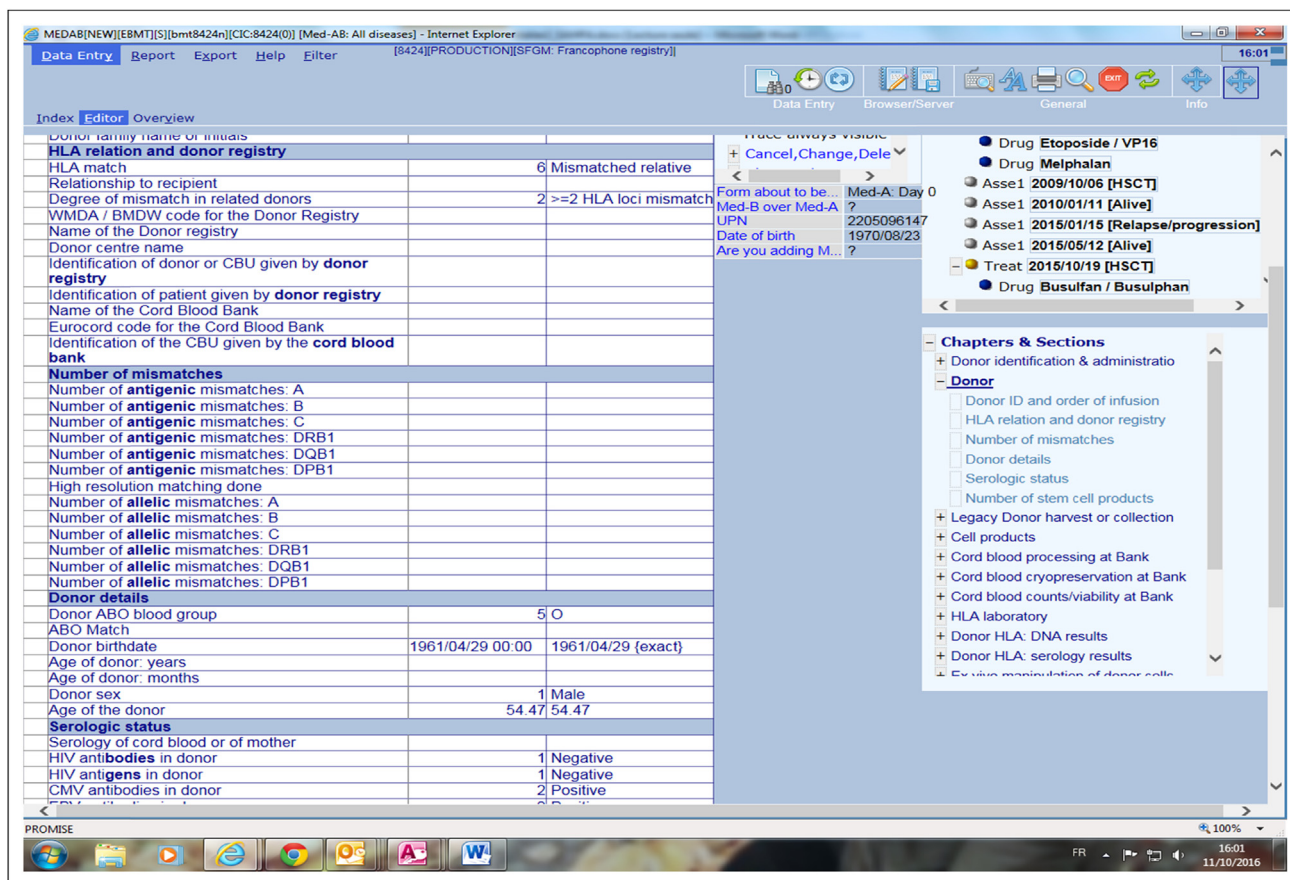 MEDAB[NEW][EBMT][S][bmt8424n][CIC:8424(0)] [Med-AB: All diseases] - Internet Explorer
Data Entry Report Export Help Filter
[8424][PRODUCTION][SFGM: Francophone registry]|
16:01
0
EXIT
Data Entry Browser/Server General Info
Index Editor Overview
Donor family name or initials
HLA relation and donor registry
HLA match 6 Mismatched relative
Relationship to recipient
Degree of mismatch in related donors 2 >=2 HLA loci mismatch
WMDA / BMDW code for the Donor Registry
Name of the Donor registry
Donor centre name
Identification of donor or CBU given by donor
registry
Identification of patient given by donor registry
Name of the Cord Blood Bank
Eurocord code for the Cord Blood Bank
Identification of the CBU given by the cord blood
bank
Number of mismatches
Number of antigenic mismatches: A
Number of antigenic mismatches: B
Number of antigenic mismatches: C
Number of antigenic mismatches: DRB1
Number of antigenic mismatches: DQB1
Number of antigenic mismatches: DPB1
High resolution matching done
Number of allelic mismatches: A
Number of allelic mismatches: B
Number of allelic mismatches: C
Number of allelic mismatches: DRB1
Number of allelic mismatches: DQB1
Number of allelic mismatches: DPB1
Donor details
Donor ABO blood group 5 O
ABO Match
Donor birthdate 1961/04/29 00:00 1961/04/29 {exact}
Age of donor: years
Age of donor: months
Donor sex 1 Male
Age of the donor 54.47 54.47
Serologic status
Serology of cord blood or of mother
HIV antibodies in donor 1 Negative
HIV antigens in donor 1 Negative
CMV antibodies in donor 2 Positive
Trace always visible
+ Cancel,Change,Dele
Form about to be... Med-A: Day 0
Med-B over Med-A ?
UPN 2205096147
Date of birth 1970/08/23
Are you adding M... ?
Drug Etoposide / VP16
Drug Melphalan
Asse1 2009/10/06 [HSCT]
Asse1 2010/01/11 [Alive]
Asse1 2015/01/15 [Relapse/progression]
Asse1 2015/05/12 [Alive]
− Treat 2015/10/19 [HSCT]
Drug Busulfan / Busulphan
− Chapters & Sections
+ Donor identification & administratio
− Donor
Donor ID and order of infusion
HLA relation and donor registry
Number of mismatches
Donor details
Serologic status
Number of stem cell products
+ Legacy Donor harvest or collection
+ Cell products
+ Cord blood processing at Bank
+ Cord blood cryopreservation at Bank
+ Cord blood counts/viability at Bank
+ HLA laboratory
+ Donor HLA: DNA results
+ Donor HLA: serology results
+ Ex vivo manipulation of donor cells
PROMISE
100%
FR
16:01
11/10/2016